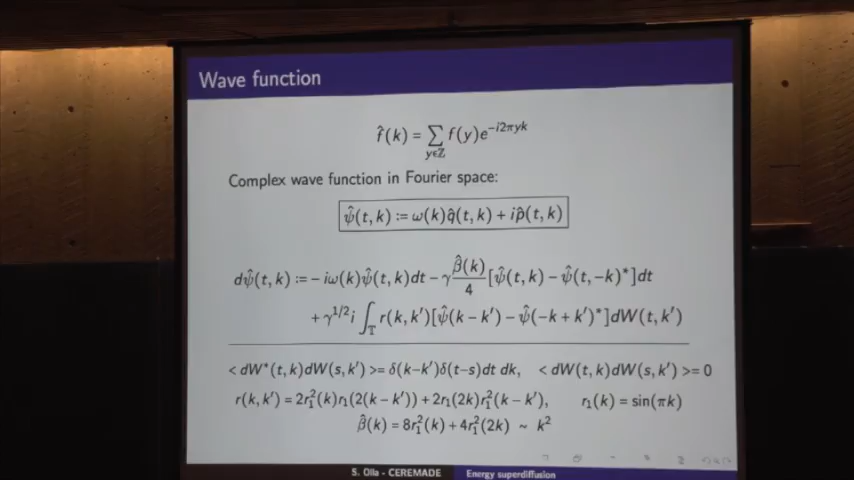 Wave function
f̂(k) = ∑_{y∈ℤ} f(y)e^{-i2πyk}
Complex wave function in Fourier space:
ψ̂(t, k) := ω(k)q̂(t, k) + ip̂(t, k)
dψ̂(t, k) := - iω(k)ψ̂(t, k)dt - γ β̂(k)/4 [ψ̂(t, k) - ψ̂(t, -k)*]dt
+ γ^{1/2} i ∫_𝕋 r(k, k')[ψ̂(k - k') - ψ̂(-k + k')*]dW(t, k')
< dW*(t, k)dW(s, k') >= δ(k-k')δ(t-s)dt dk, < dW(t, k)dW(s, k') >= 0
r(k, k') = 2r₁²(k)r₁(2(k - k')) + 2r₁(2k)r₁²(k - k'), r₁(k) = sin(πk)
β̂(k) = 8r₁²(k) + 4r₁²(2k) ~ k²
S. Olla - CEREMADE Energy superdiffusion